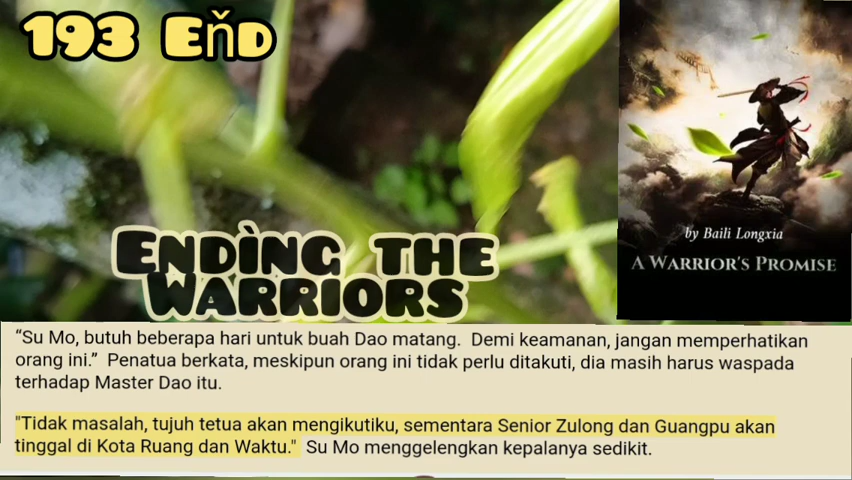 193 Eňd
Endìng the
Warriors
by Baili Longxia
A Warrior's Promise
“Su Mo, butuh beberapa hari untuk buah Dao matang. Demi keamanan, jangan memperhatikan
orang ini.” Penatua berkata, meskipun orang ini tidak perlu ditakuti, dia masih harus waspada
terhadap Master Dao itu.
"Tidak masalah, tujuh tetua akan mengikutiku, sementara Senior Zulong dan Guangpu akan
tinggal di Kota Ruang dan Waktu." Su Mo menggelengkan kepalanya sedikit.